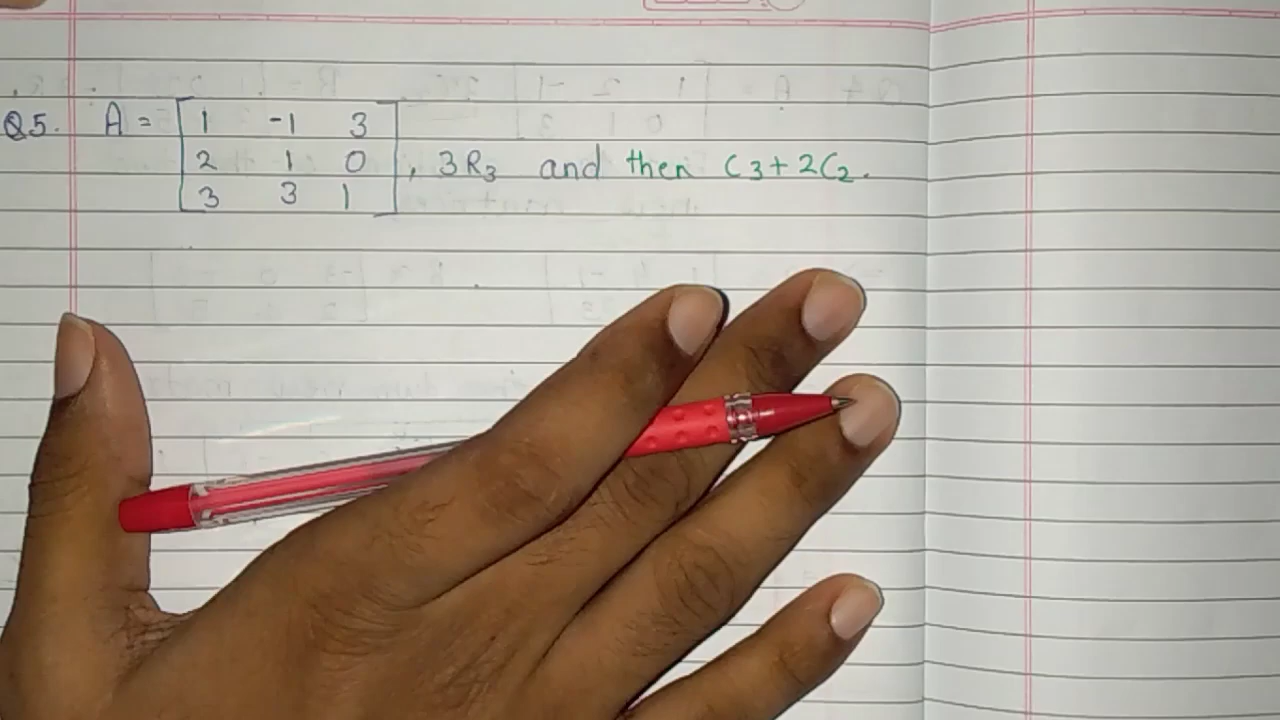 Q5. A = [1 -1 3
2 1 0 , 3R₃ and then C₃+2C₂.
3 3 1]